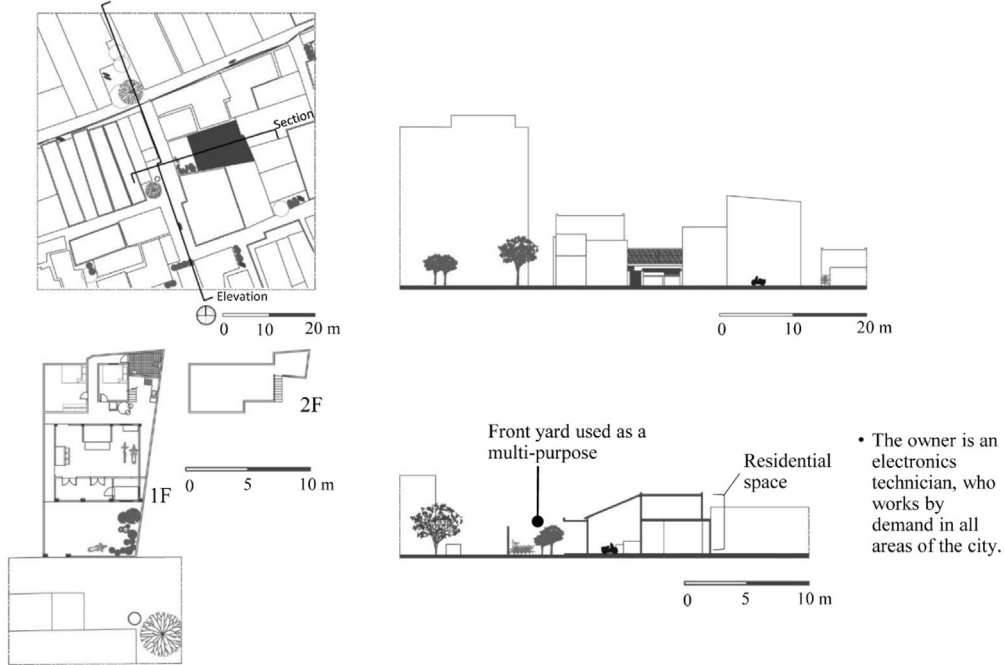 Section
Elevation
0 10 20 m
0 10 20 m
1F
2F
0 5 10 m
Front yard used as a
multi-purpose
Residential
space
0 5 10 m
• The owner is an
electronics
technician, who
works by
demand in all
areas of the city.